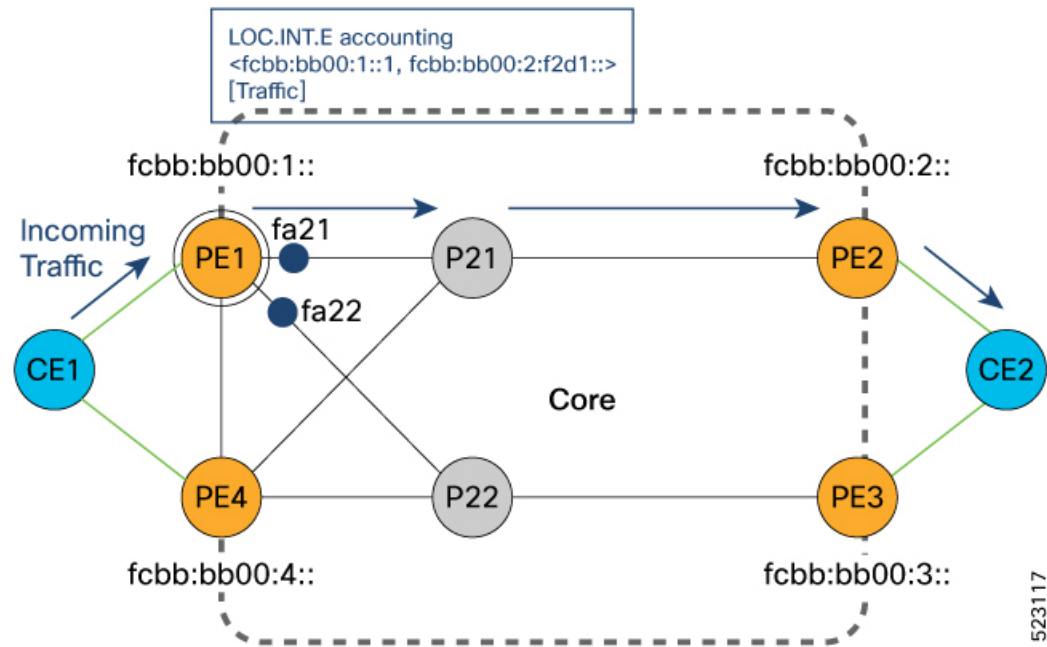 LOC.INT.E accounting
<fcbb:bb00:1::1, fcbb:bb00:2:f2d1::>
[Traffic]
fcbb:bb00:1::
fcbb:bb00:2::
Incoming
Traffic
PE1
fa21
P21
PE2
fa22
CE1
CE2
Core
PE4
P22
PE3
fcbb:bb00:4::
fcbb:bb00:3::
523117